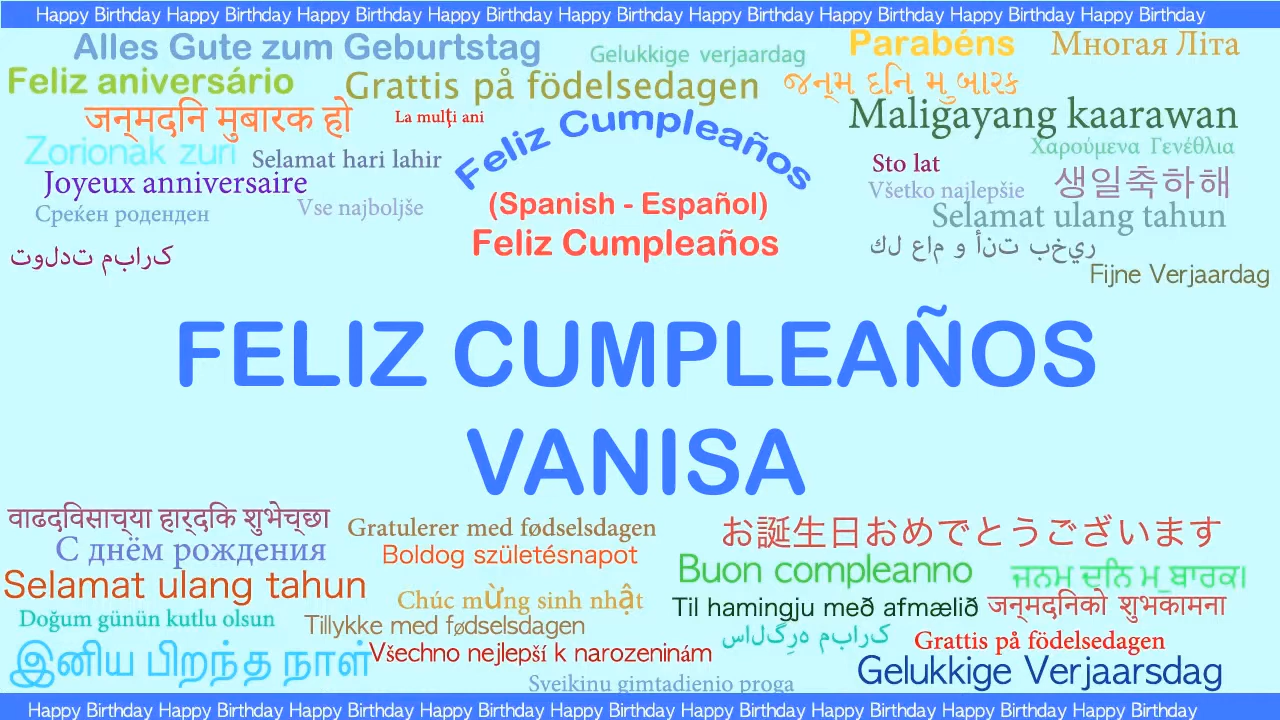 Happy Birthday Happy Birthday Happy Birthday Happy Birthday Happy Birthday Happy Birthday Happy Birthday Happy Birthday Happy Birthday
Alles Gute zum Geburtstag
Gelukkige verjaardag
Parabéns
Многая Літа
Feliz aniversário
Grattis på födelsedagen
જન્મ દિન મુબારક
जन्मदिन मुबारक हो
La mulţi ani
Feliz Cumpleaños
Maligayang kaarawan
Zorionak zuri
Selamat hari lahir
Sto lat
Χαρούμενα Γενέθλια
Joyeux anniversaire
(Spanish - Español)
Všetko najlepšie
생일축하해
Срећен роденден
Vse najboljše
Feliz Cumpleaños
Selamat ulang tahun
تولدت مبارک
كل عام و أنت بخير
Fijne Verjaardag
FELIZ CUMPLEAÑOS
VANISA
वाढदिवसाच्या हार्दिक शुभेच्छा
Gratulerer med fødselsdagen
お誕生日おめでとうございます
С днём рождения
Boldog születésnapot
Buon compleanno
ਜਨਮ ਦਿਨ ਮੁਬਾਰਕ।
Selamat ulang tahun
Chúc mừng sinh nhật
Til hamingju með afmælið
जन्मदिनको शुभकामना
Doğum günün kutlu olsun
Tillykke med fødselsdagen
سالگرِہ مبارک
Grattis på födelsedagen
இனிய பிறந்த நாள்
Všechno nejlepší k narozeninám
Gelukkige Verjaarsdag
Sveikinu gimtadienio proga
Happy Birthday Happy Birthday Happy Birthday Happy Birthday Happy Birthday Happy Birthday Happy Birthday Happy Birthday Happy Birthday